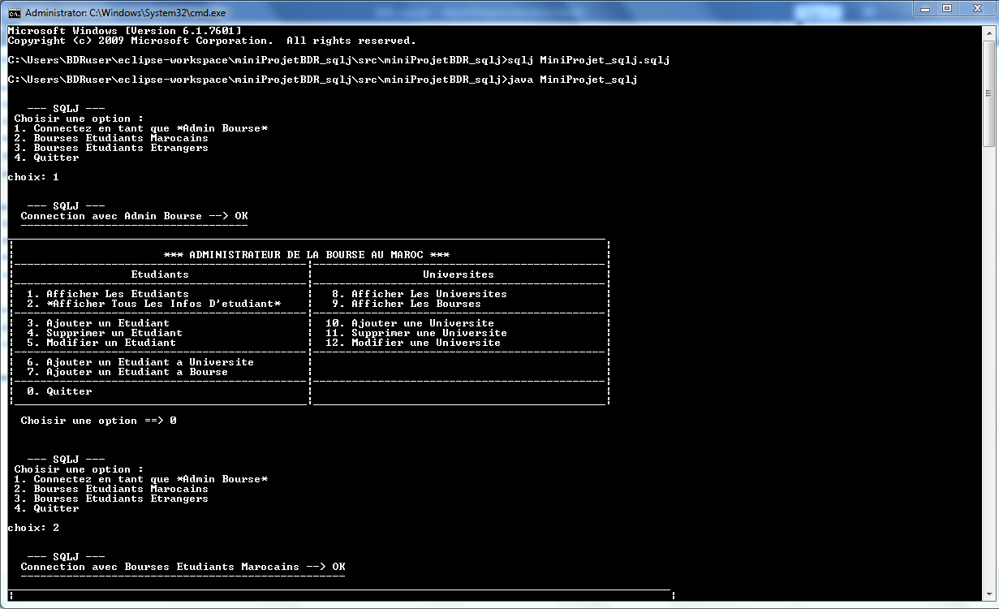 Administrator: C:\Windows\System32\cmd.exe
Microsoft Windows [Version 6.1.7601]
Copyright (c) 2009 Microsoft Corporation.  All rights reserved.
C:\Users\BDRuser\eclipse-workspace\miniProjetBDR_sqlj\src\miniProjetBDR_sqlj>sqlj MiniProjet_sqlj.sqlj
C:\Users\BDRuser\eclipse-workspace\miniProjetBDR_sqlj\src\miniProjetBDR_sqlj>java MiniProjet_sqlj
--- SQLJ ---
Choisir une option :
1. Connectez en tant que *Admin Bourse*
2. Bourses Etudiants Marocains
3. Bourses Etudiants Etrangers
4. Quitter
choix: 1
--- SQLJ ---
Connection avec Admin Bourse --> OK
*** ADMINISTRATEUR DE LA BOURSE AU MAROC ***
Etudiants Universites
1. Afficher Les Etudiants 8. Afficher Les Universites
2. *Afficher Tous Les Infos D'etudiant* 9. Afficher Les Bourses
3. Ajouter un Etudiant 10. Ajouter une Universite
4. Supprimer un Etudiant 11. Supprimer une Universite
5. Modifier un Etudiant 12. Modifier une Universite
6. Ajouter un Etudiant a Universite
7. Ajouter un Etudiant a Bourse
0. Quitter
Choisir une option ==> 0
--- SQLJ ---
Choisir une option :
1. Connectez en tant que *Admin Bourse*
2. Bourses Etudiants Marocains
3. Bourses Etudiants Etrangers
4. Quitter
choix: 2
--- SQLJ ---
Connection avec Bourses Etudiants Marocains --> OK